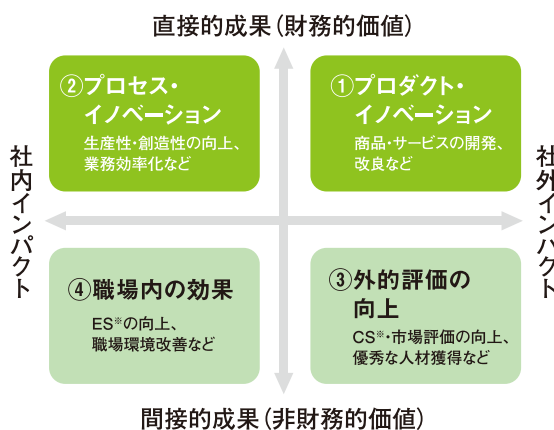 直接的成果(財務的価値)
②プロセス・
イノベーション
生産性・創造性の向上、
業務効率化など
①プロダクト・
イノベーション
商品・サービスの開発、
改良など
社内インパクト
社外インパクト
④職場内の効果
ES※の向上、
職場環境改善など
③外的評価の
向上
CS※・市場評価の向上、
優秀な人材獲得など
間接的成果(非財務的価値)